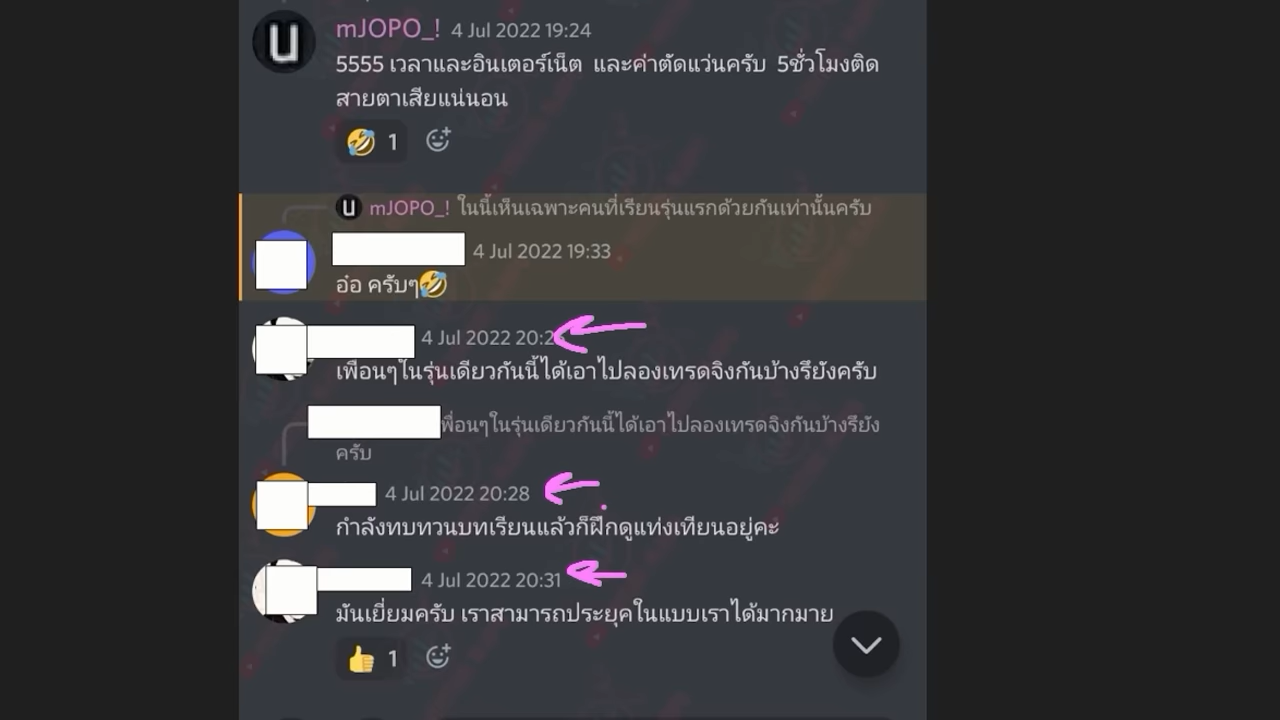 mJOPO_! 4 Jul 2022 19:24
5555 เวลาและอินเตอร์เน็ต และค่าตัดแว่นครับ 5ชั่วโมงติด
สายตาเสียแน่นอน
1
U mJOPO_! ในนี้เห็นเฉพาะคนที่เรียนรุ่นแรกด้วยกันเท่านั้นครับ
4 Jul 2022 19:33
อ๋อ ครับๆ
4 Jul 2022
เพื่อนๆในรุ่นเดียวกันนี้ได้เอาไปลองเทรดจิงกันบ้างรึยังครับ
พื่อนๆในรุ่นเดียวกันนี้ได้เอาไปลองเทรดจิงกันบ้างรึยัง
ครับ
4 Jul 2022 20:28
กำลังทบทวนบทเรียนแล้วก็ฝึกดูแท่งเทียนอยู่คะ
4 Jul 2022 20:31
มันเยี่ยมครับ เราสามารถประยุคในแบบเราได้มากมาย
1